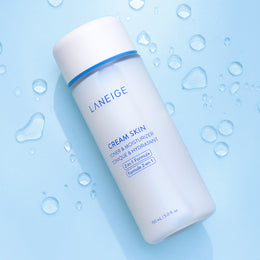 LANEIGE
CREAM SKIN
TONER & MOISTURIZER
TONIQUE & HYDRATANT
2-in-1 Formula
Formule 2-en-1